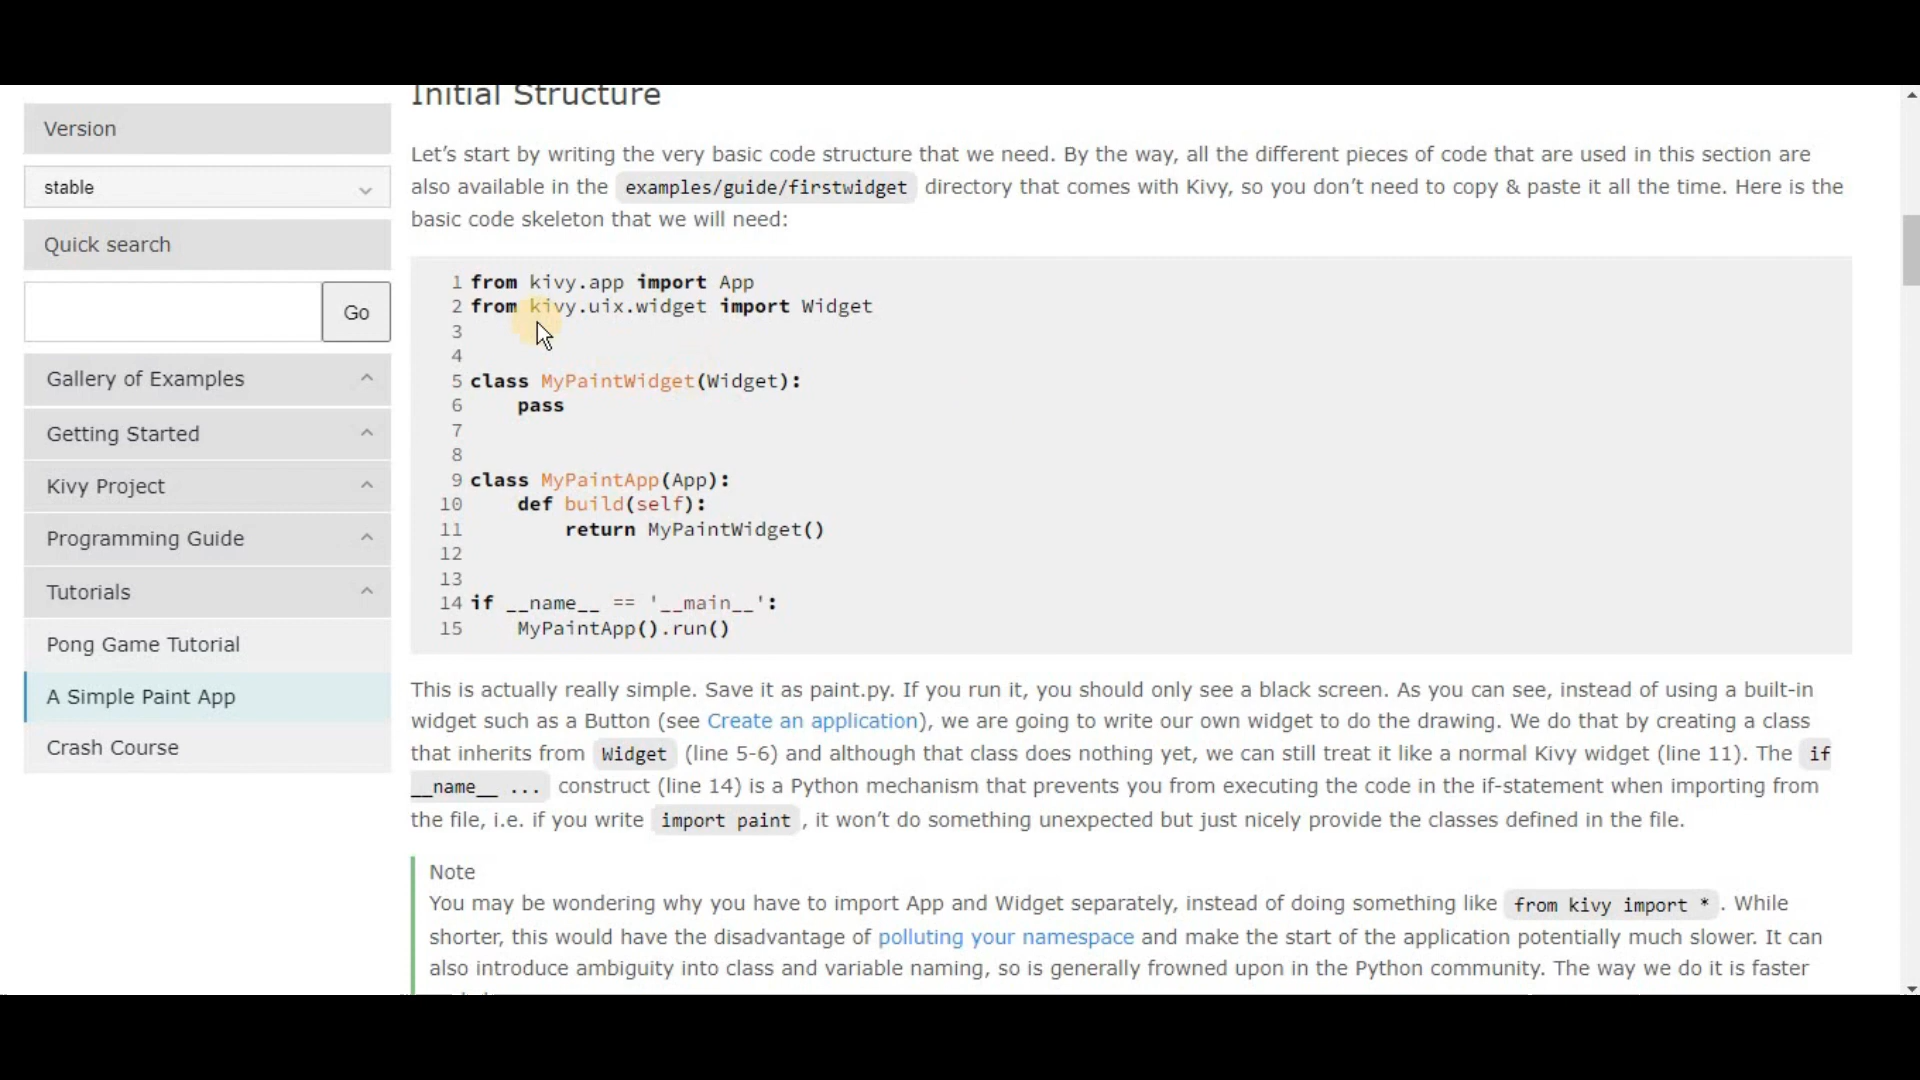 Initial Structure
Version
stable
Quick search
Go
Gallery of Examples
Getting Started
Kivy Project
Programming Guide
Tutorials
Pong Game Tutorial
A Simple Paint App
Crash Course
Let’s start by writing the very basic code structure that we need. By the way, all the different pieces of code that are used in this section are
also available in the examples/guide/firstwidget directory that comes with Kivy, so you don’t need to copy & paste it all the time. Here is the
basic code skeleton that we will need:
1 from kivy.app import App
2 from kivy.uix.widget import Widget
3
4
5 class MyPaintWidget(Widget):
6     pass
7
8
9 class MyPaintApp(App):
10     def build(self):
11         return MyPaintWidget()
12
13
14 if __name__ == '__main__':
15     MyPaintApp().run()
This is actually really simple. Save it as paint.py. If you run it, you should only see a black screen. As you can see, instead of using a built-in
widget such as a Button (see Create an application), we are going to write our own widget to do the drawing. We do that by creating a class
that inherits from Widget (line 5-6) and although that class does nothing yet, we can still treat it like a normal Kivy widget (line 11). The if
__name__ ... construct (line 14) is a Python mechanism that prevents you from executing the code in the if-statement when importing from
the file, i.e. if you write import paint , it won’t do something unexpected but just nicely provide the classes defined in the file.
Note
You may be wondering why you have to import App and Widget separately, instead of doing something like from kivy import * . While
shorter, this would have the disadvantage of polluting your namespace and make the start of the application potentially much slower. It can
also introduce ambiguity into class and variable naming, so is generally frowned upon in the Python community. The way we do it is faster